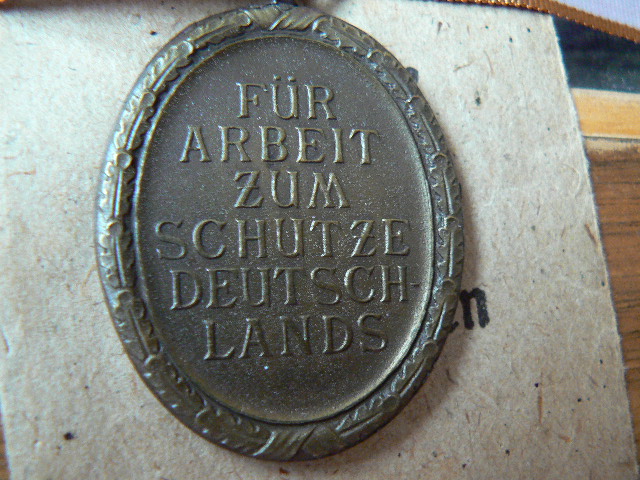 FÜR
ARBEIT
ZUM
SCHUTZE
DEUTSCH-
LANDS